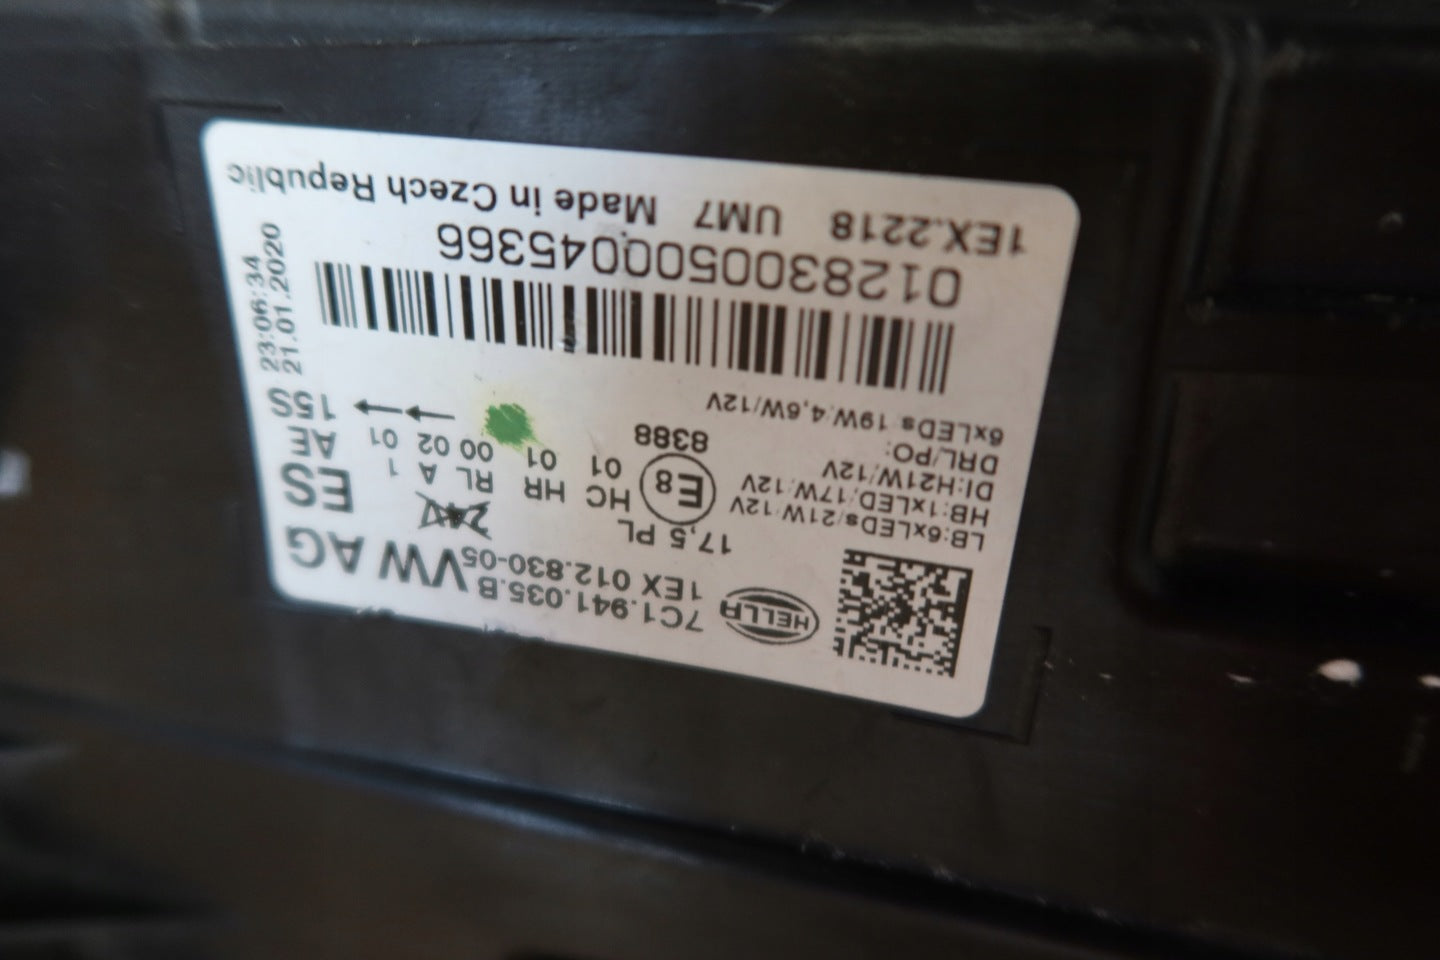 HELLA
7C1.941.035.B VW AG
1EX 012.830-05
17,5 PL
ES
LB:6xLEDs/21W/12V
HB:1xLED/17W/12V
DI:H21W/12V
DRL/PO:
6xLEDs 19W/4,6W/12V
E8
8388
HC HR RL A 1
01 01 00 02 01
AE
15S
21.01.2020
23:06:34
0128300500045366
1EX.2218 UM7 Made in Czech Republic